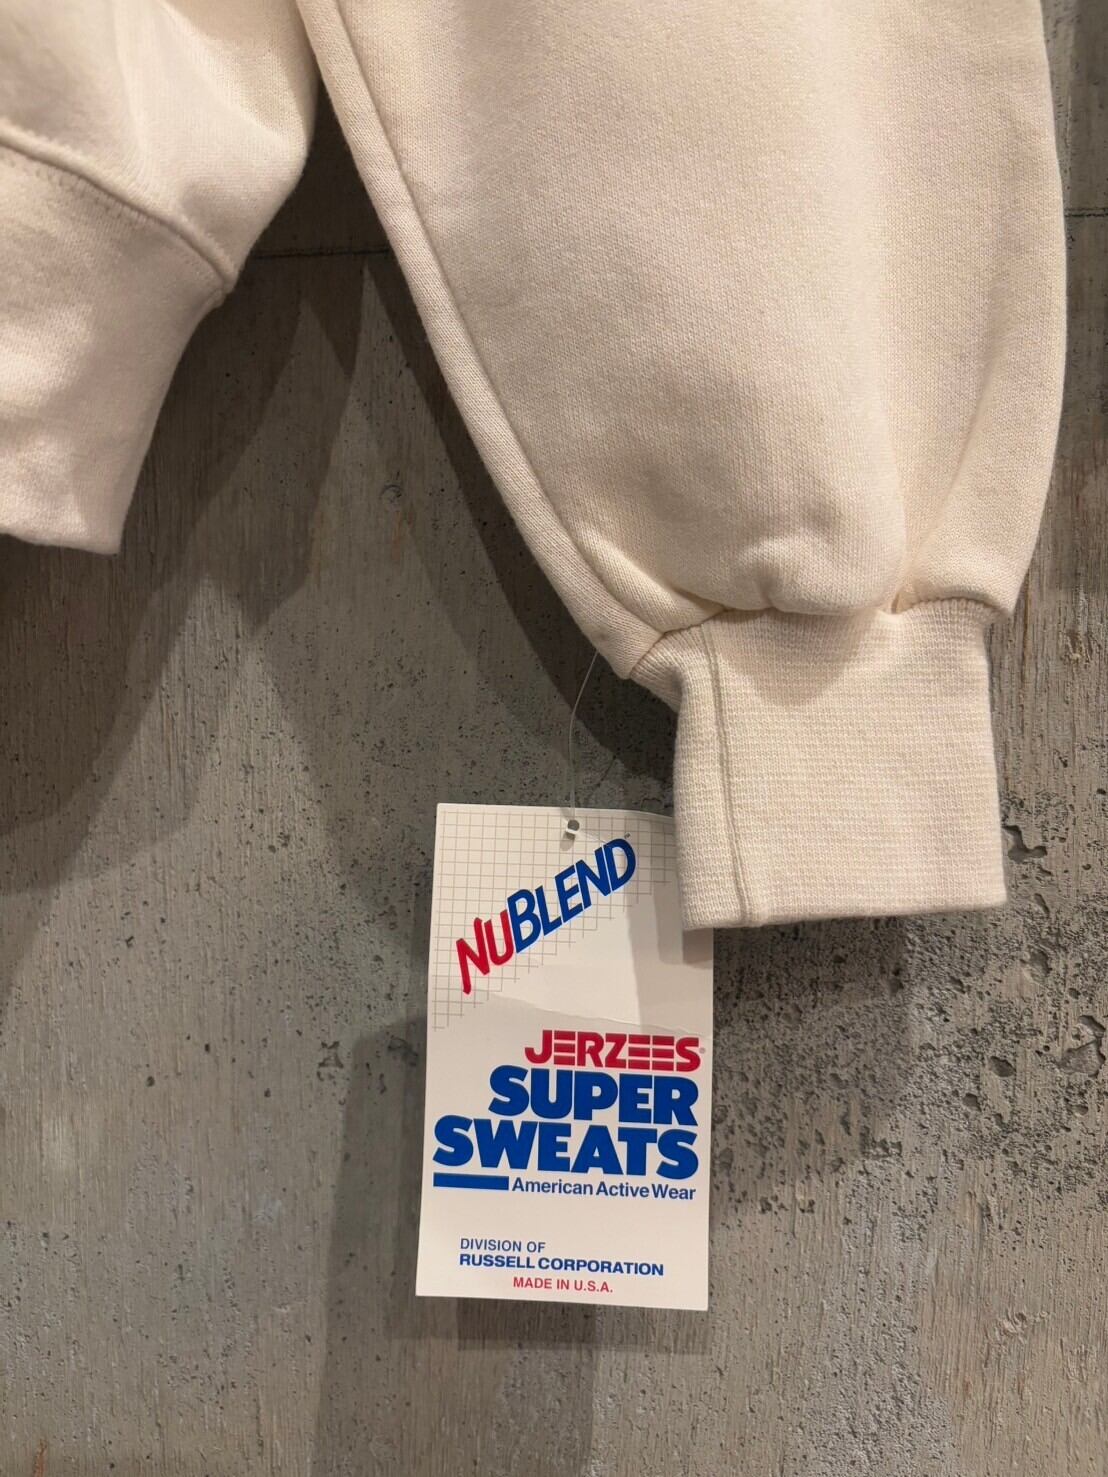 NUBLEND
JERZEES
SUPER
SWEATS
American Active Wear
DIVISION OF
RUSSELL CORPORATION
MADE IN U.S.A.